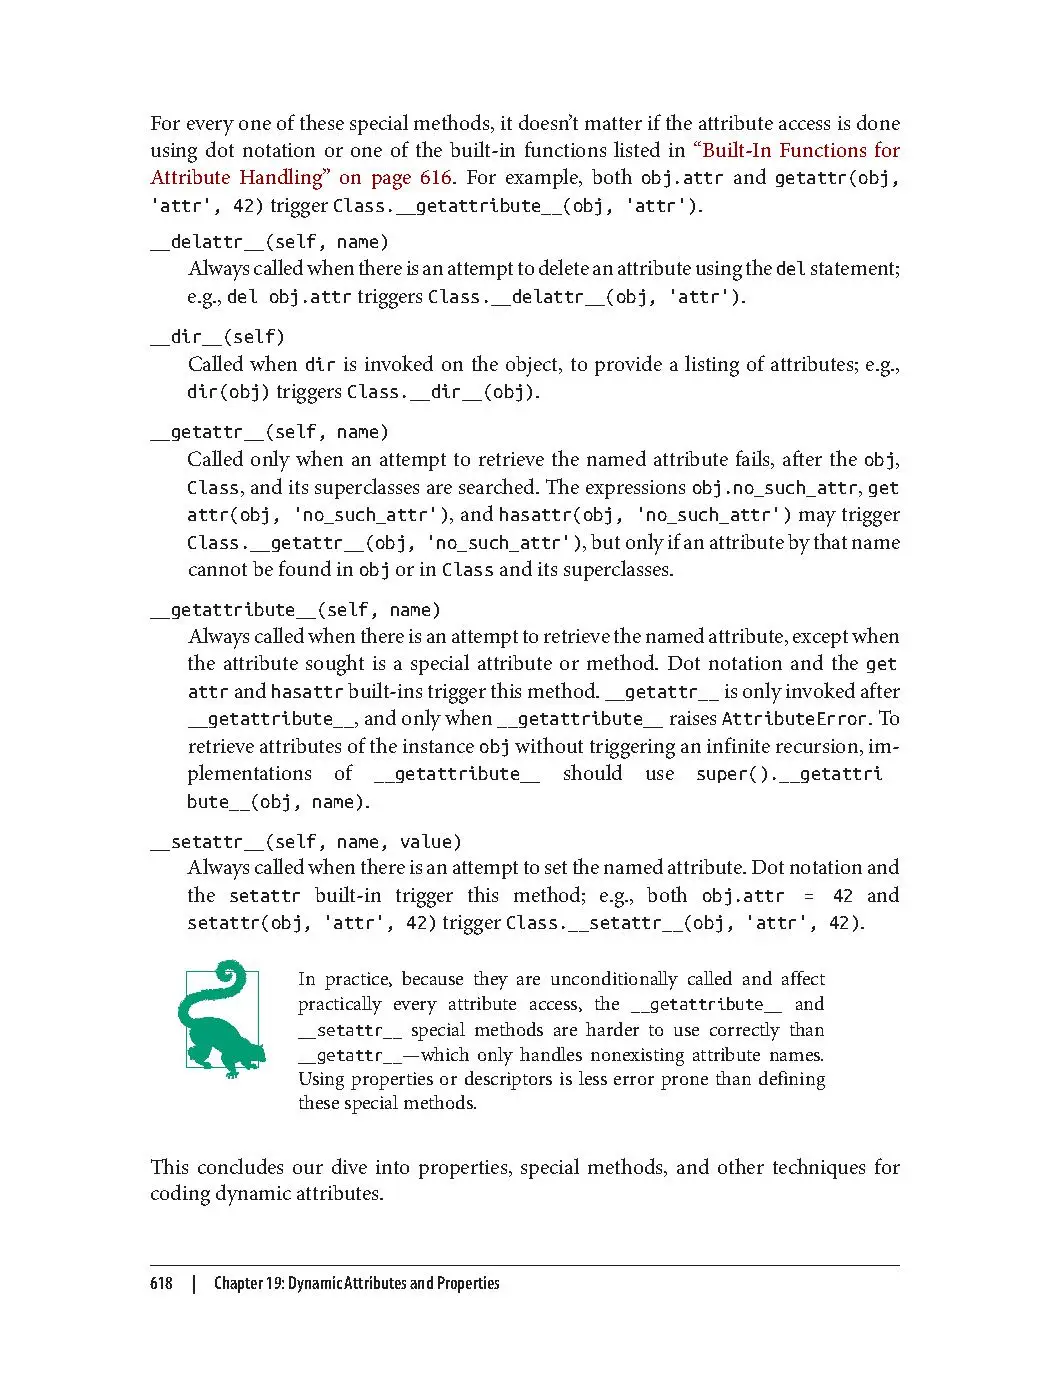 For every one of these special methods, it doesn’t matter if the attribute access is done
using dot notation or one of the built-in functions listed in “Built-In Functions for
Attribute Handling” on page 616. For example, both obj.attr and getattr(obj,
'attr', 42) trigger Class.__getattribute__(obj, 'attr').
__delattr__(self, name)
Always called when there is an attempt to delete an attribute using the del statement;
e.g., del obj.attr triggers Class.__delattr__(obj, 'attr').
__dir__(self)
Called when dir is invoked on the object, to provide a listing of attributes; e.g.,
dir(obj) triggers Class.__dir__(obj).
__getattr__(self, name)
Called only when an attempt to retrieve the named attribute fails, after the obj,
Class, and its superclasses are searched. The expressions obj.no_such_attr, get
attr(obj, 'no_such_attr'), and hasattr(obj, 'no_such_attr') may trigger
Class.__getattr__(obj, 'no_such_attr'), but only if an attribute by that name
cannot be found in obj or in Class and its superclasses.
__getattribute__(self, name)
Always called when there is an attempt to retrieve the named attribute, except when
the attribute sought is a special attribute or method. Dot notation and the get
attr and hasattr built-ins trigger this method. __getattr__ is only invoked after
__getattribute__, and only when __getattribute__ raises AttributeError. To
retrieve attributes of the instance obj without triggering an infinite recursion, im-
plementations of __getattribute__ should use super().__getattri
bute__(obj, name).
__setattr__(self, name, value)
Always called when there is an attempt to set the named attribute. Dot notation and
the setattr built-in trigger this method; e.g., both obj.attr = 42 and
setattr(obj, 'attr', 42) trigger Class.__setattr__(obj, 'attr', 42).
In practice, because they are unconditionally called and affect
practically every attribute access, the __getattribute__ and
__setattr__ special methods are harder to use correctly than
__getattr__—which only handles nonexisting attribute names.
Using properties or descriptors is less error prone than defining
these special methods.
This concludes our dive into properties, special methods, and other techniques for
coding dynamic attributes.
618 | Chapter 19: Dynamic Attributes and Properties